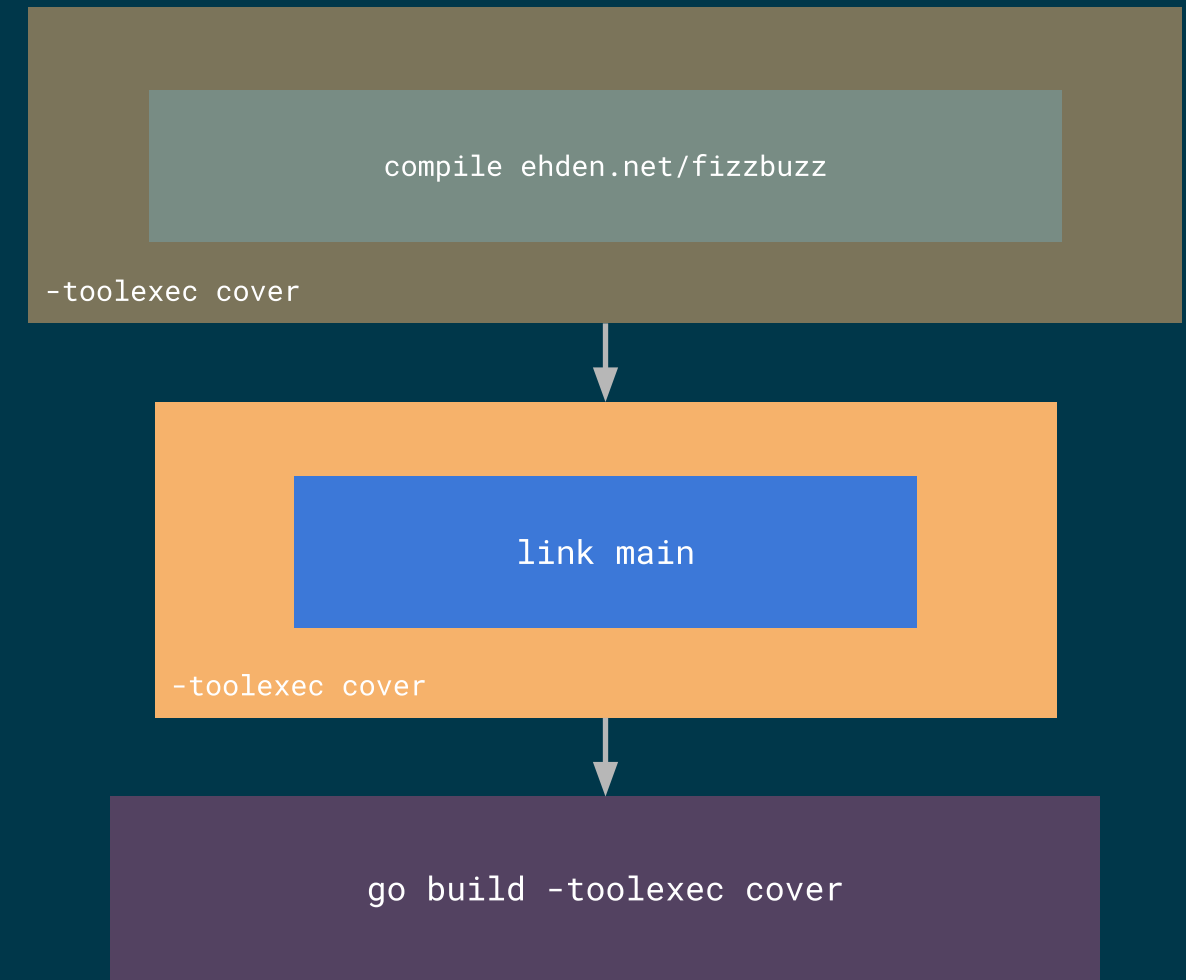 compile ehden.net/fizzbuzz
-toolexec cover
link main
-toolexec cover
go build -toolexec cover